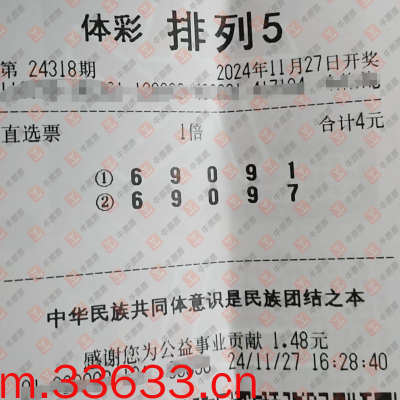 体彩 排列5
第 24318期 2024年11月27日开奖
直选票 1倍 合计4元
① 6 9 0 9 1
② 6 9 0 9 7
中华民族共同体意识是民族团结之本
感谢您为公益事业贡献 1.48元
24/11/27 16:28:40
m.33633.cn